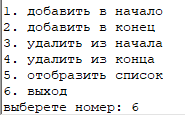 1. добавить в начало
2. добавить в конец
3. удалить из начала
4. удалить из конца
5. отобразить список
6. выход
выберете номер: 6